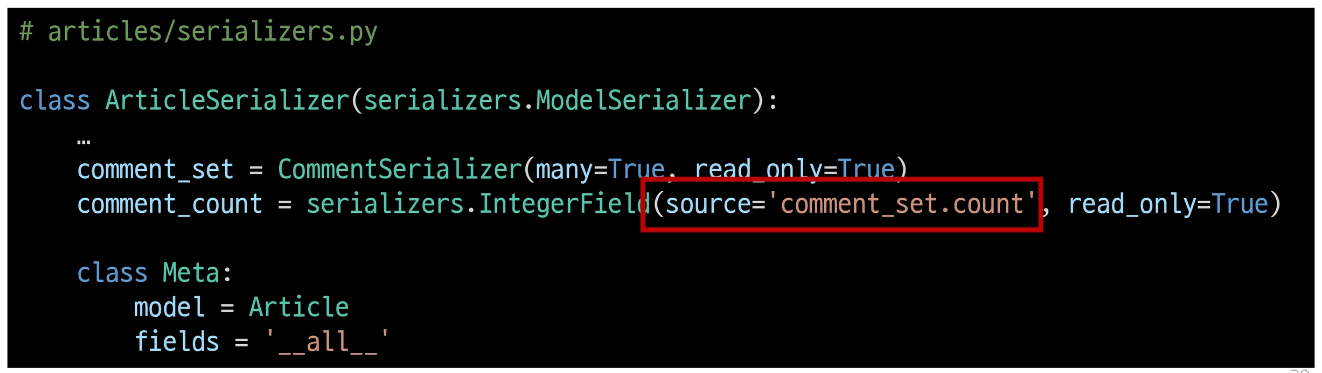 # articles/serializers.py
class ArticleSerializer(serializers.ModelSerializer):
…
comment_set = CommentSerializer(many=True, read_only=True)
comment_count = serializers.IntegerField(source='comment_set.count', read_only=True)
class Meta:
model = Article
fields = '__all__'